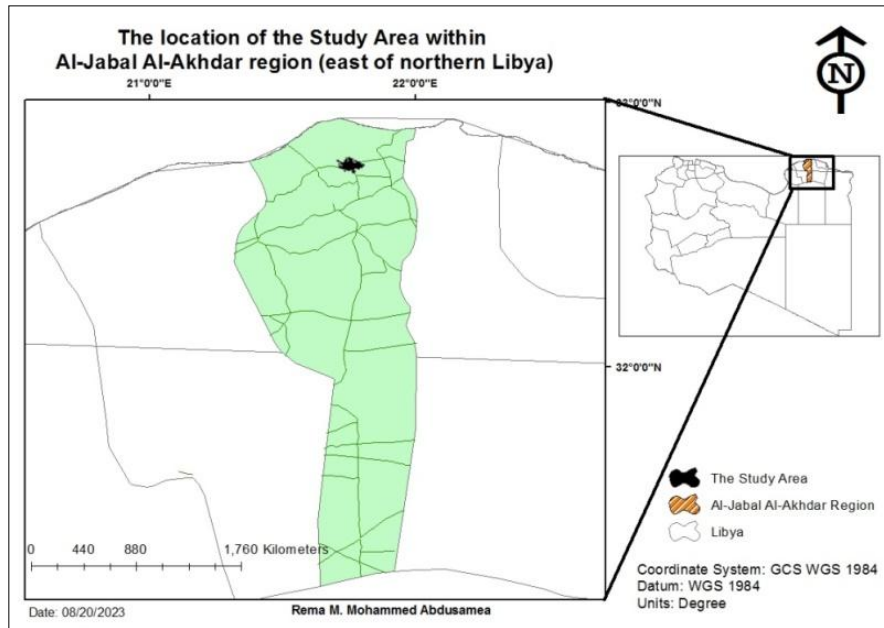 The location of the Study Area within
Al-Jabal Al-Akhdar region (east of northern Libya)
N
21°0'0"E
22°0'0"E
33°0'0"N
32°0'0"N
The Study Area
Al-Jabal Al-Akhdar Region
Libya
0 440 880 1,760 Kilometers
Coordinate System: GCS WGS 1984
Datum: WGS 1984
Units: Degree
Date: 08/20/2023
Rema M. Mohammed Abdusamea